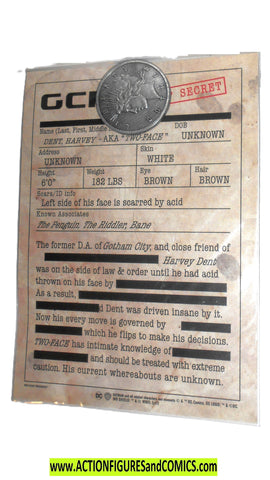 GCP
SECRET
Name (Last, First, Middle
DOB
DENT, HARVEY - AKA "TWO-FACE"
UNKNOWN
Address
Skin
UNKNOWN
WHITE
Height
Weight
Eye
Hair
6'0"
182 LBS
BROWN
BROWN
Scars/ID info
Left side of his face is scarred by acid
Known Associates
The Penguin, The Riddler, Bane
The former D.A. of Gotham City, and close friend of
Harvey Dent
was on the side of law & order until he had acid
thrown on his face by
As a result,
d Dent was driven insane by it.
Now his every move is governed by
which he flips to make his decisions.
TWO-FACE has intimate knowledge of
and should be treated with extreme
caution. His current whereabouts are unknown.
www.ACTIONFIGURESandCOMICS.com